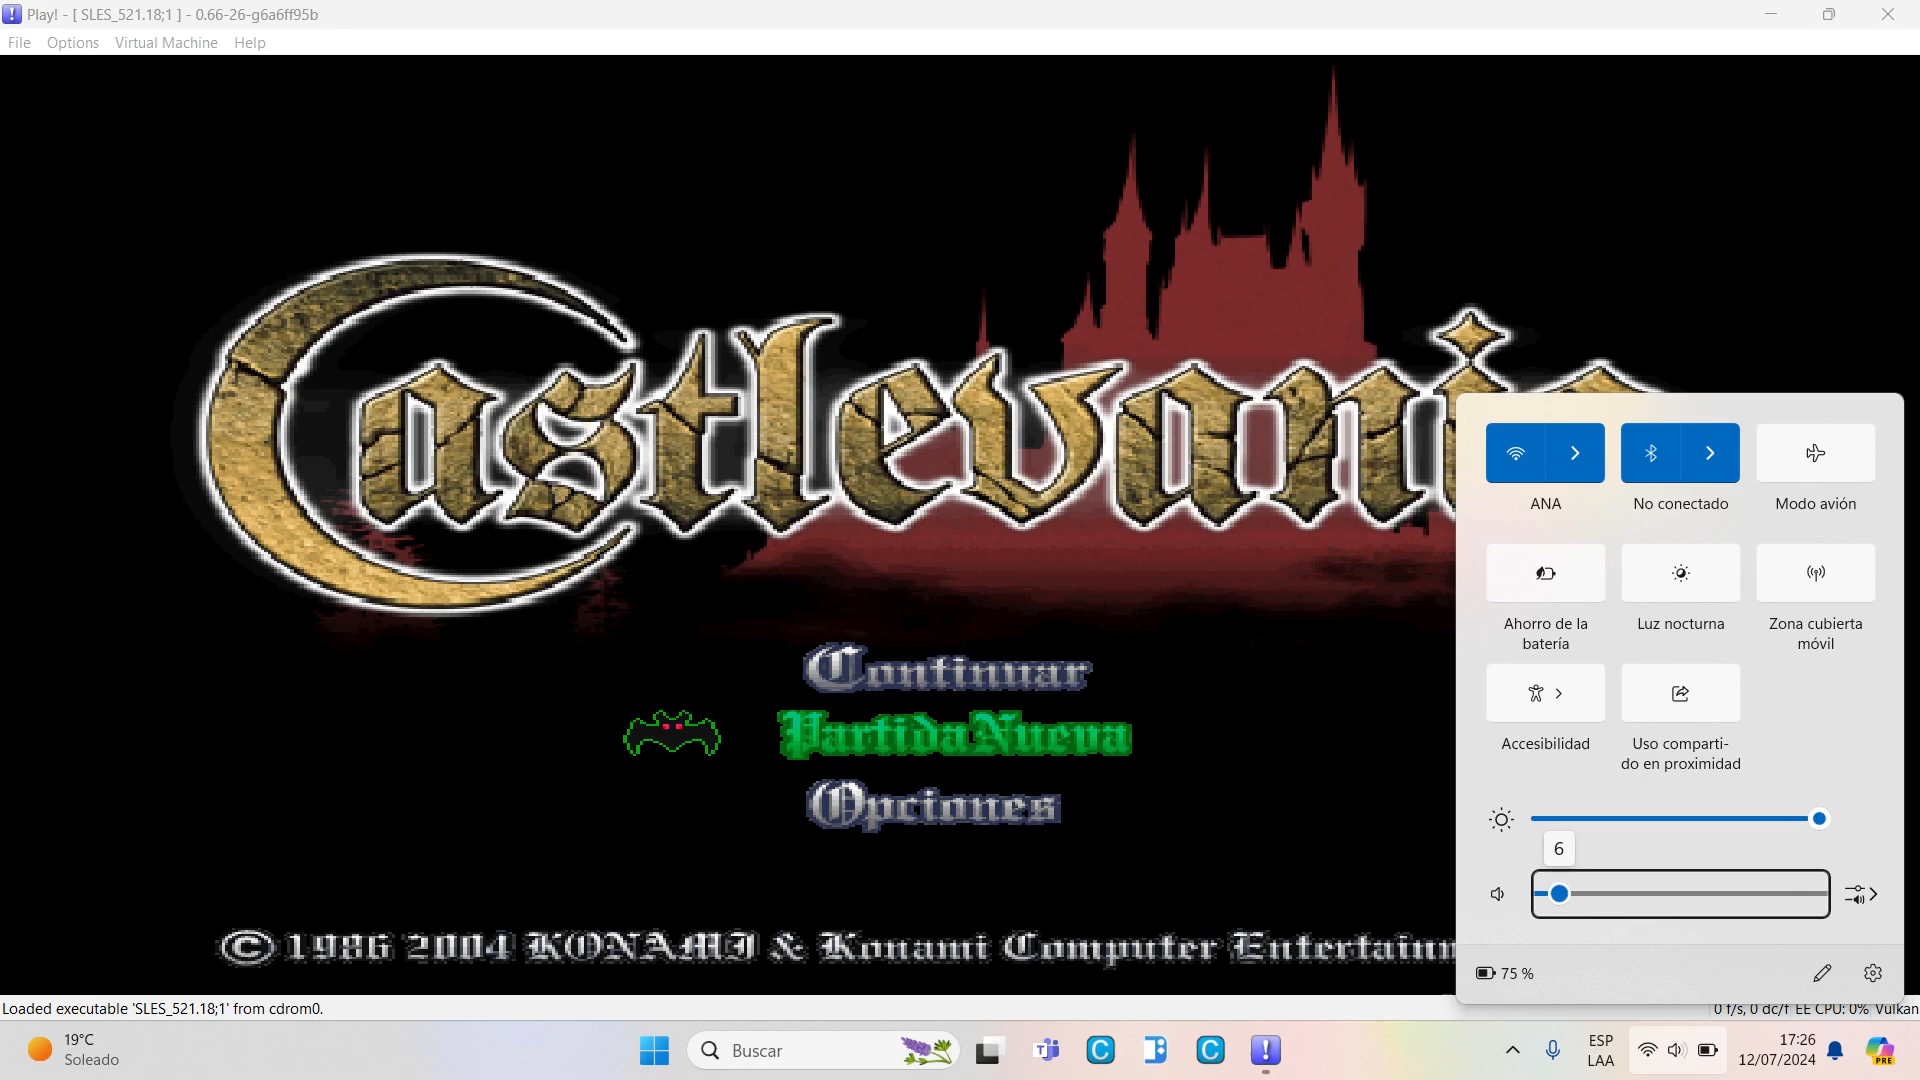 Play! - [ SLES_521.18;1 ] - 0.66-26-g6a6ff95b
File Options Virtual Machine Help
Castlevania
Continuar
Partida Nueva
Opciones
© 1986 2004 KONAMI & Konami Computer
ANA
No conectado
Modo avión
Ahorro de la
batería
Luz nocturna
Zona cubierta
móvil
Accesibilidad
Uso comparti-
do en proximidad
6
75 %
Loaded executable 'SLES_521.18;1' from cdrom0.
0 f/s, 0 dc/f EE CPU: 0% Vulkan
19°C
Soleado
Buscar
ESP
LAA
17:26
12/07/2024
PRE